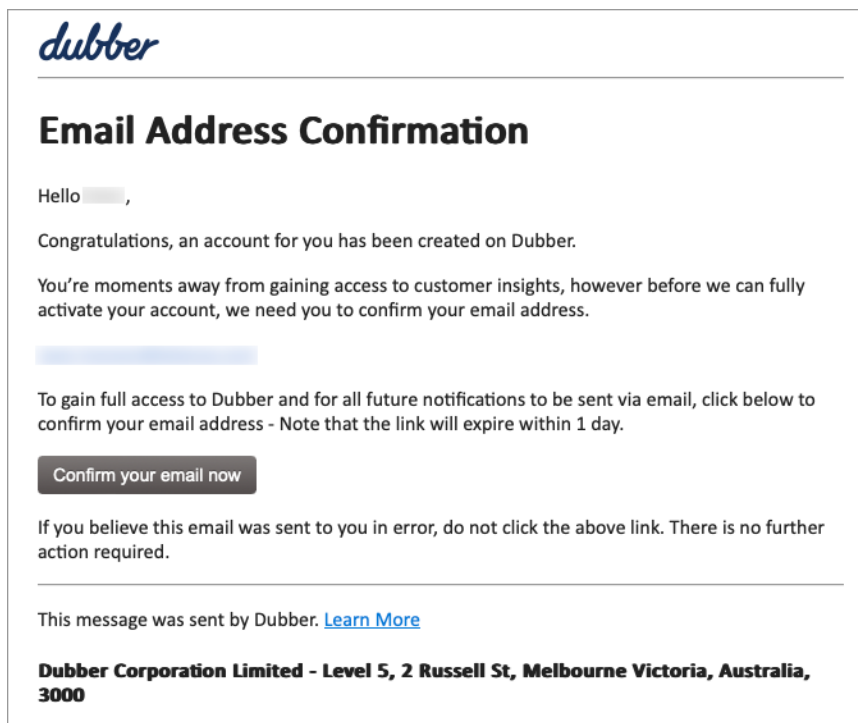 dubber
Email Address Confirmation
Hello ,
Congratulations, an account for you has been created on Dubber.
You're moments away from gaining access to customer insights, however before we can fully
activate your account, we need you to confirm your email address.
To gain full access to Dubber and for all future notifications to be sent via email, click below to
confirm your email address - Note that the link will expire within 1 day.
Confirm your email now
If you believe this email was sent to you in error, do not click the above link. There is no further
action required.
This message was sent by Dubber. Learn More
Dubber Corporation Limited - Level 5, 2 Russell St, Melbourne Victoria, Australia,
3000